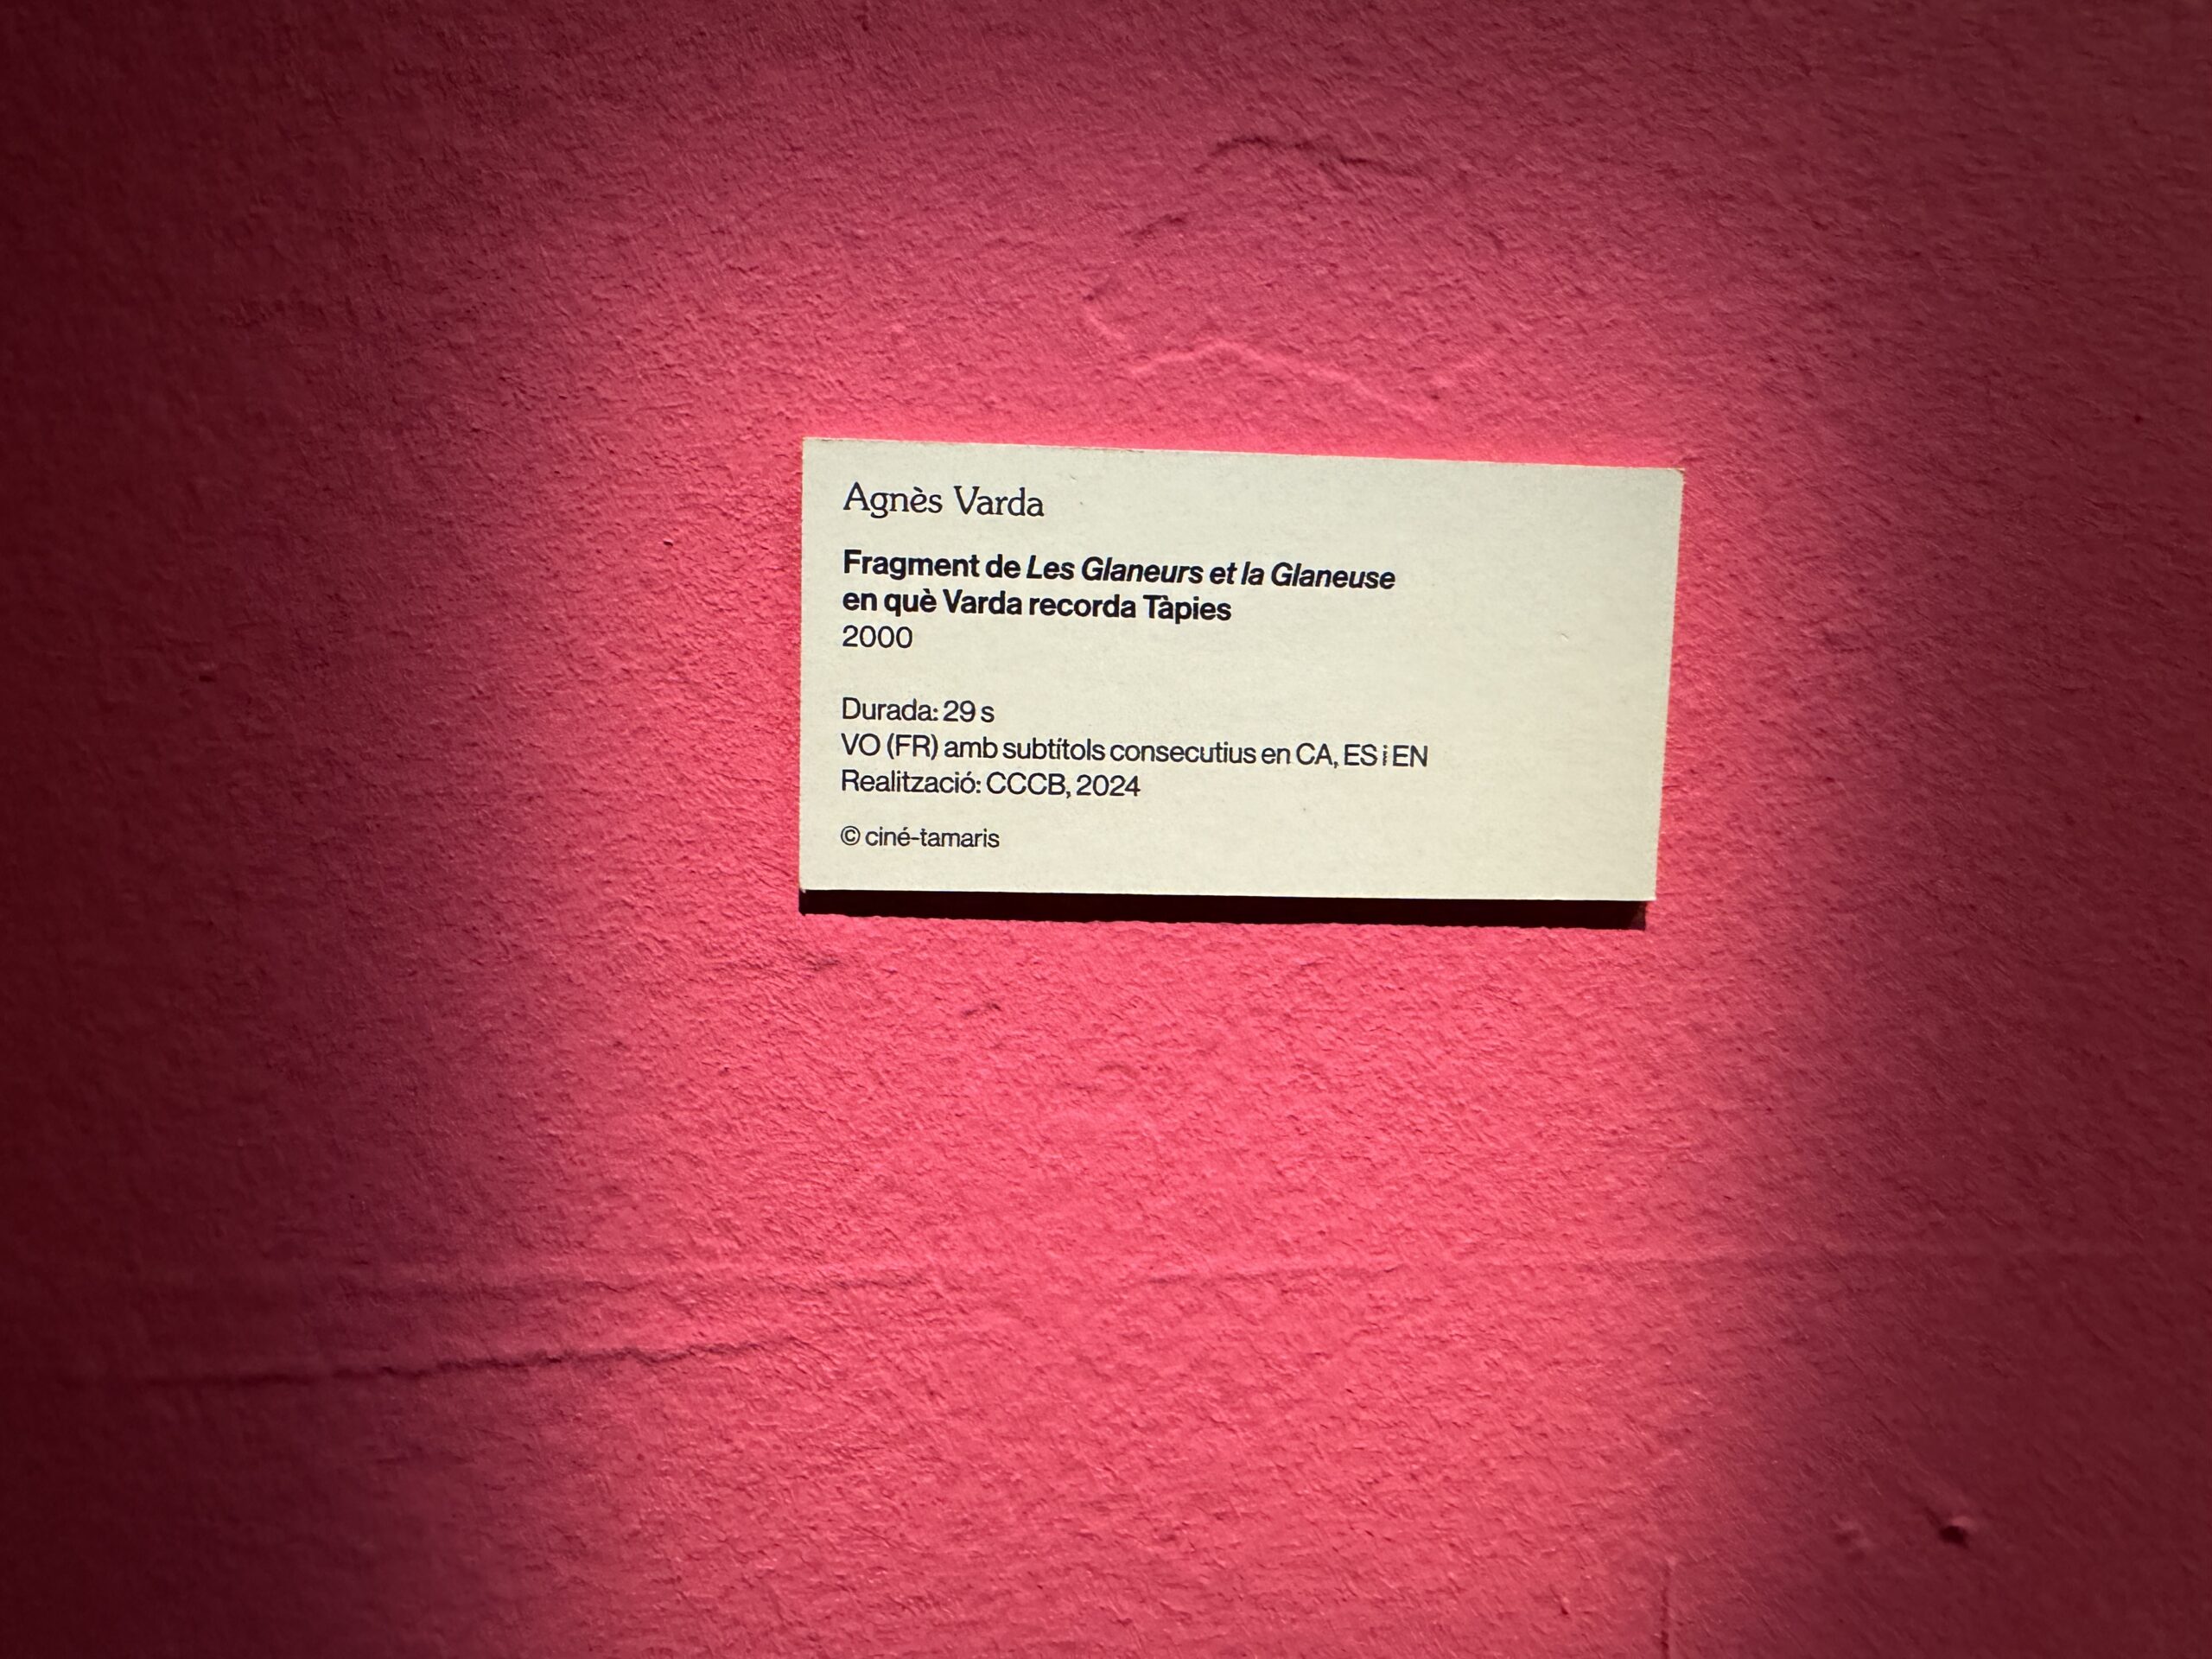 Agnès Varda
Fragment de Les Glaneurs et la Glaneuse
en què Varda recorda Tàpies
2000
Durada: 29 s
VO (FR) amb subtítols consecutius en CA, ES i EN
Realització: CCCB, 2024
© ciné-tamaris